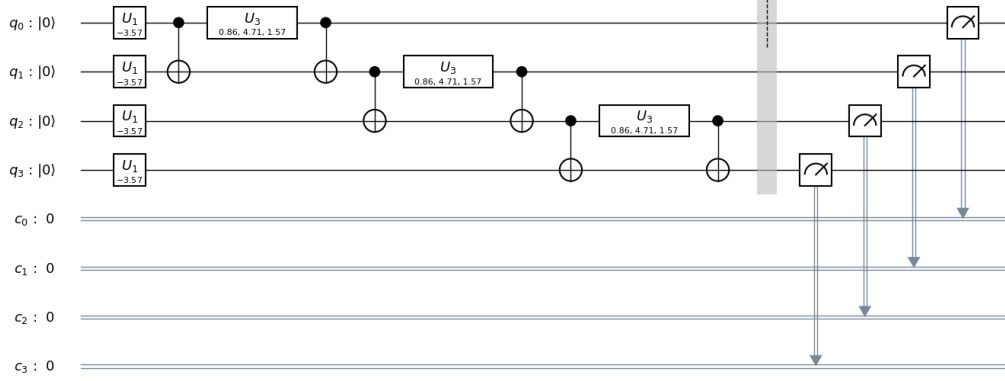 q₀ : |0⟩ U₁ −3.57 U₃ 0.86, 4.71, 1.57
q₁ : |0⟩ U₁ −3.57 U₃ 0.86, 4.71, 1.57
q₂ : |0⟩ U₁ −3.57 U₃ 0.86, 4.71, 1.57
q₃ : |0⟩ U₁ −3.57
c₀ : 0
c₁ : 0
c₂ : 0
c₃ : 0